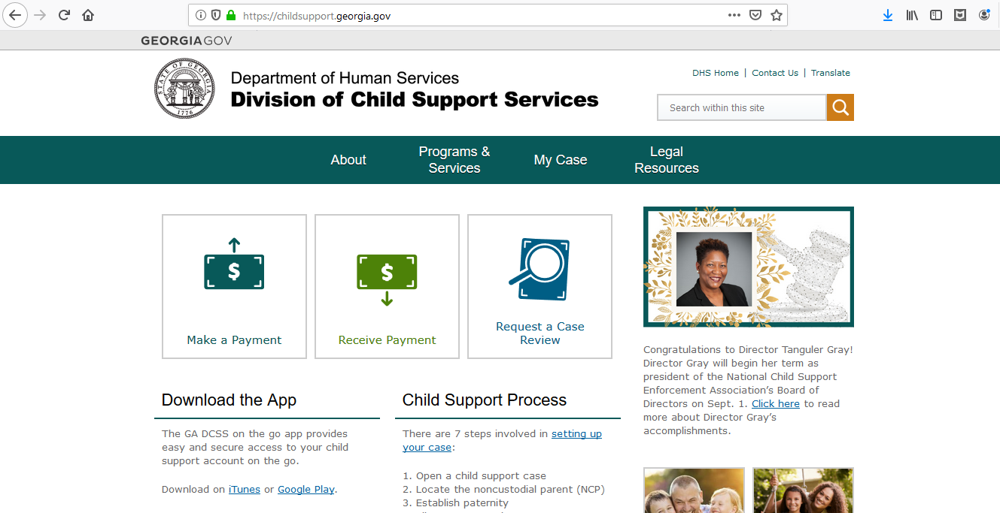 https://childsupport.georgia.gov
GEORGIAGOV
STATE OF GEORGIA
1776
Department of Human Services
Division of Child Support Services
DHS Home | Contact Us | Translate
Search within this site
About
Programs &
Services
My Case
Legal
Resources
$
Make a Payment
$
Receive Payment
Request a Case
Review
Congratulations to Director Tanguler Gray!
Director Gray will begin her term as
president of the National Child Support
Enforcement Association’s Board of
Directors on Sept. 1. Click here to read
more about Director Gray’s
accomplishments.
Download the App
The GA DCSS on the go app provides
easy and secure access to your child
support account on the go.
Download on iTunes or Google Play.
Child Support Process
There are 7 steps involved in setting up
your case:
1. Open a child support case
2. Locate the noncustodial parent (NCP)
3. Establish paternity